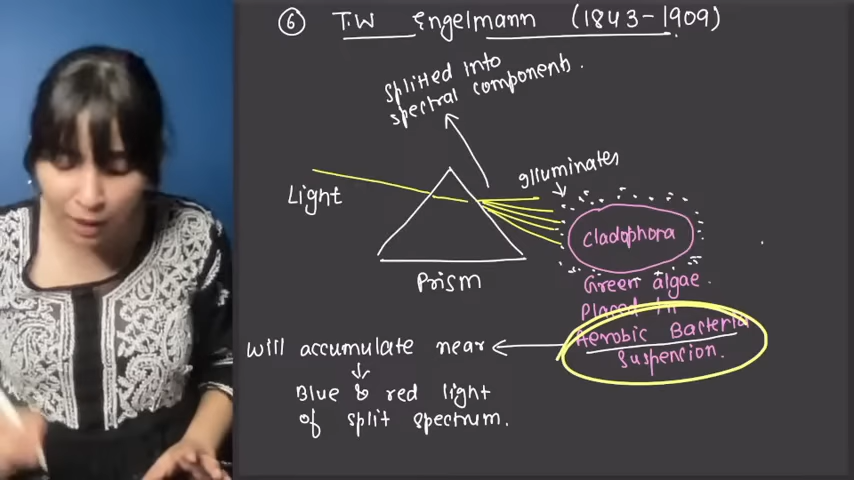 ⑥ T.W Engelmann (1843-1909)
Splitted into
spectral components.
Illuminates
Light
Cladophora
Prism
Green algae
Placed in
Aerobic Bacteria
Suspension.
Will accumulate near
Blue & red light
of split spectrum.